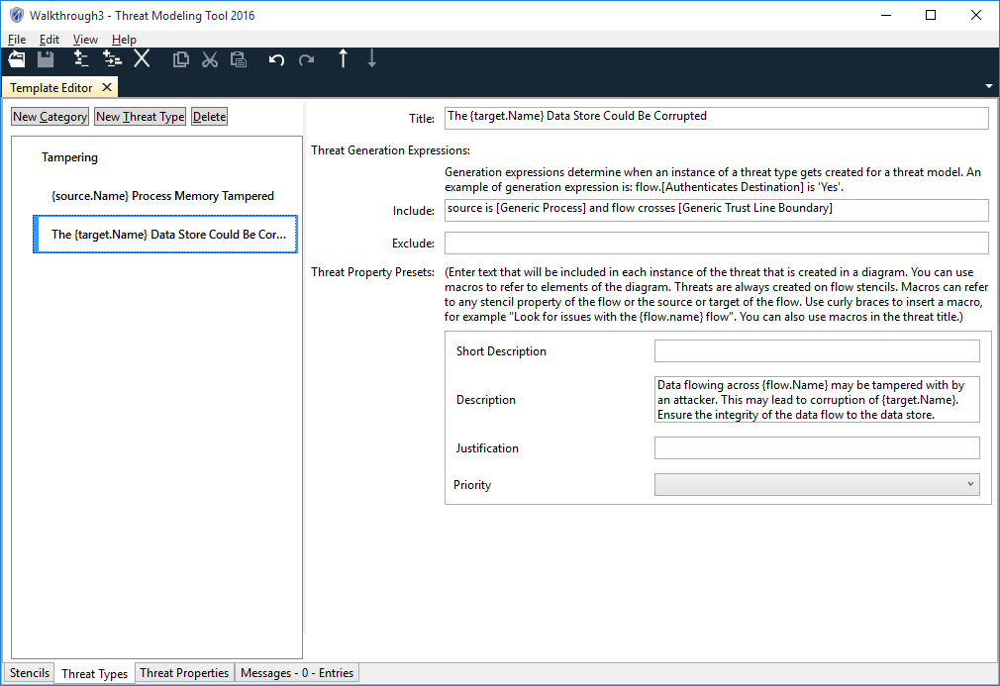 Walkthrough3 - Threat Modeling Tool 2016
File Edit View Help
Template Editor
New Category New Threat Type Delete
Tampering
{source.Name} Process Memory Tampered
The {target.Name} Data Store Could Be Cor...
Title: The {target.Name} Data Store Could Be Corrupted
Threat Generation Expressions:
Generation expressions determine when an instance of a threat type gets created for a threat model. An
example of generation expression is: flow.[Authenticates Destination] is 'Yes'.
Include: source is [Generic Process] and flow crosses [Generic Trust Line Boundary]
Exclude:
Threat Property Presets: (Enter text that will be included in each instance of the threat that is created in a diagram. You can use
macros to refer to elements of the diagram. Threats are always created on flow stencils. Macros can refer
to any stencil property of the flow or the source or target of the flow. Use curly braces to insert a macro,
for example "Look for issues with the {flow.name} flow". You can also use macros in the threat title.)
Short Description
Description
Data flowing across {flow.Name} may be tampered with by
an attacker. This may lead to corruption of {target.Name}.
Ensure the integrity of the data flow to the data store.
Justification
Priority
Stencils Threat Types Threat Properties Messages - 0 - Entries